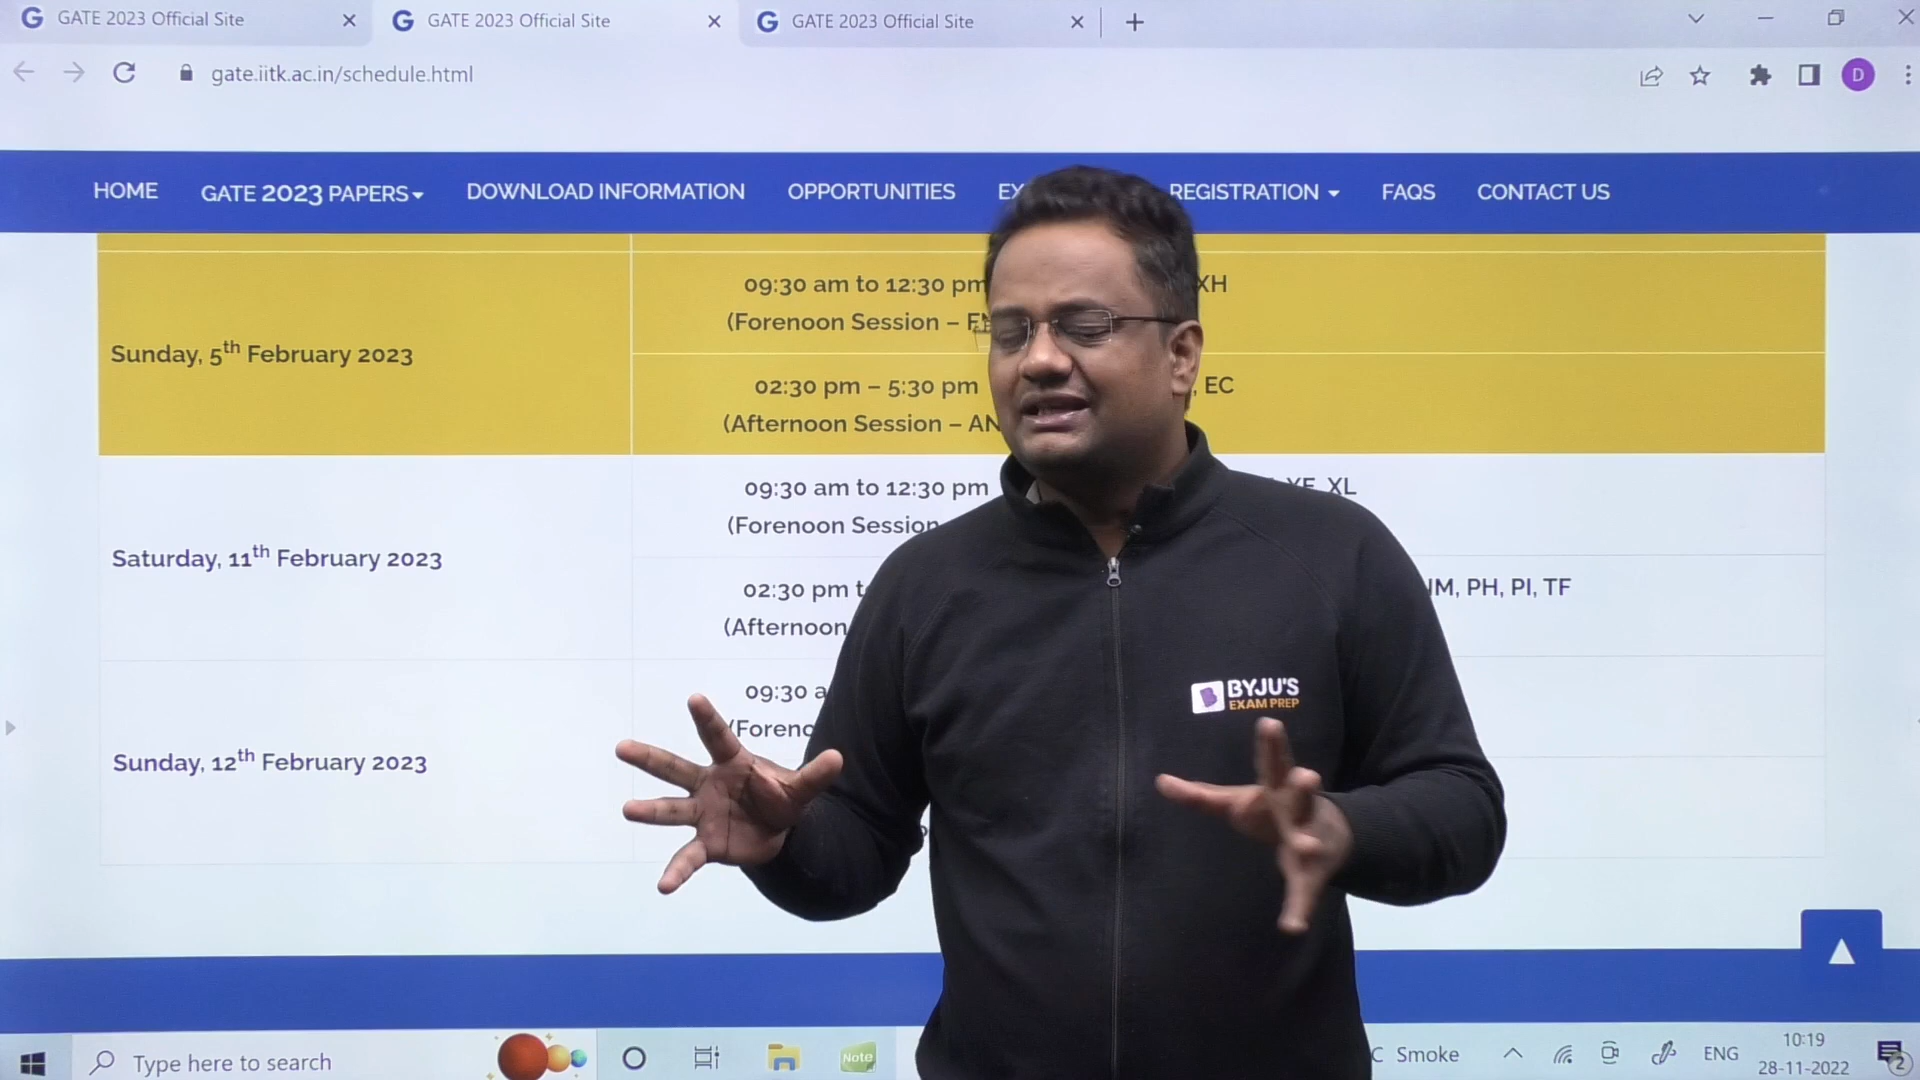 GATE 2023 Official Site
GATE 2023 Official Site
GATE 2023 Official Site
gate.iitk.ac.in/schedule.html
D
HOME
GATE 2023 PAPERS
DOWNLOAD INFORMATION
OPPORTUNITIES
REGISTRATION
FAQS
CONTACT US
Sunday, 5th February 2023
09:30 am to 12:30 pm
XH
(Forenoon Session –
02:30 pm – 5:30 pm
, EC
(Afternoon Session – AN
Saturday, 11th February 2023
09:30 am to 12:30 pm
XL
(Forenoon Session
02:30 pm
PH, PI, TF
(Afternoon
Sunday, 12th February 2023
09:30
BYJU'S
EXAM PREP
Type here to search
Note
Smoke
ENG
10:19
28-11-2022
2